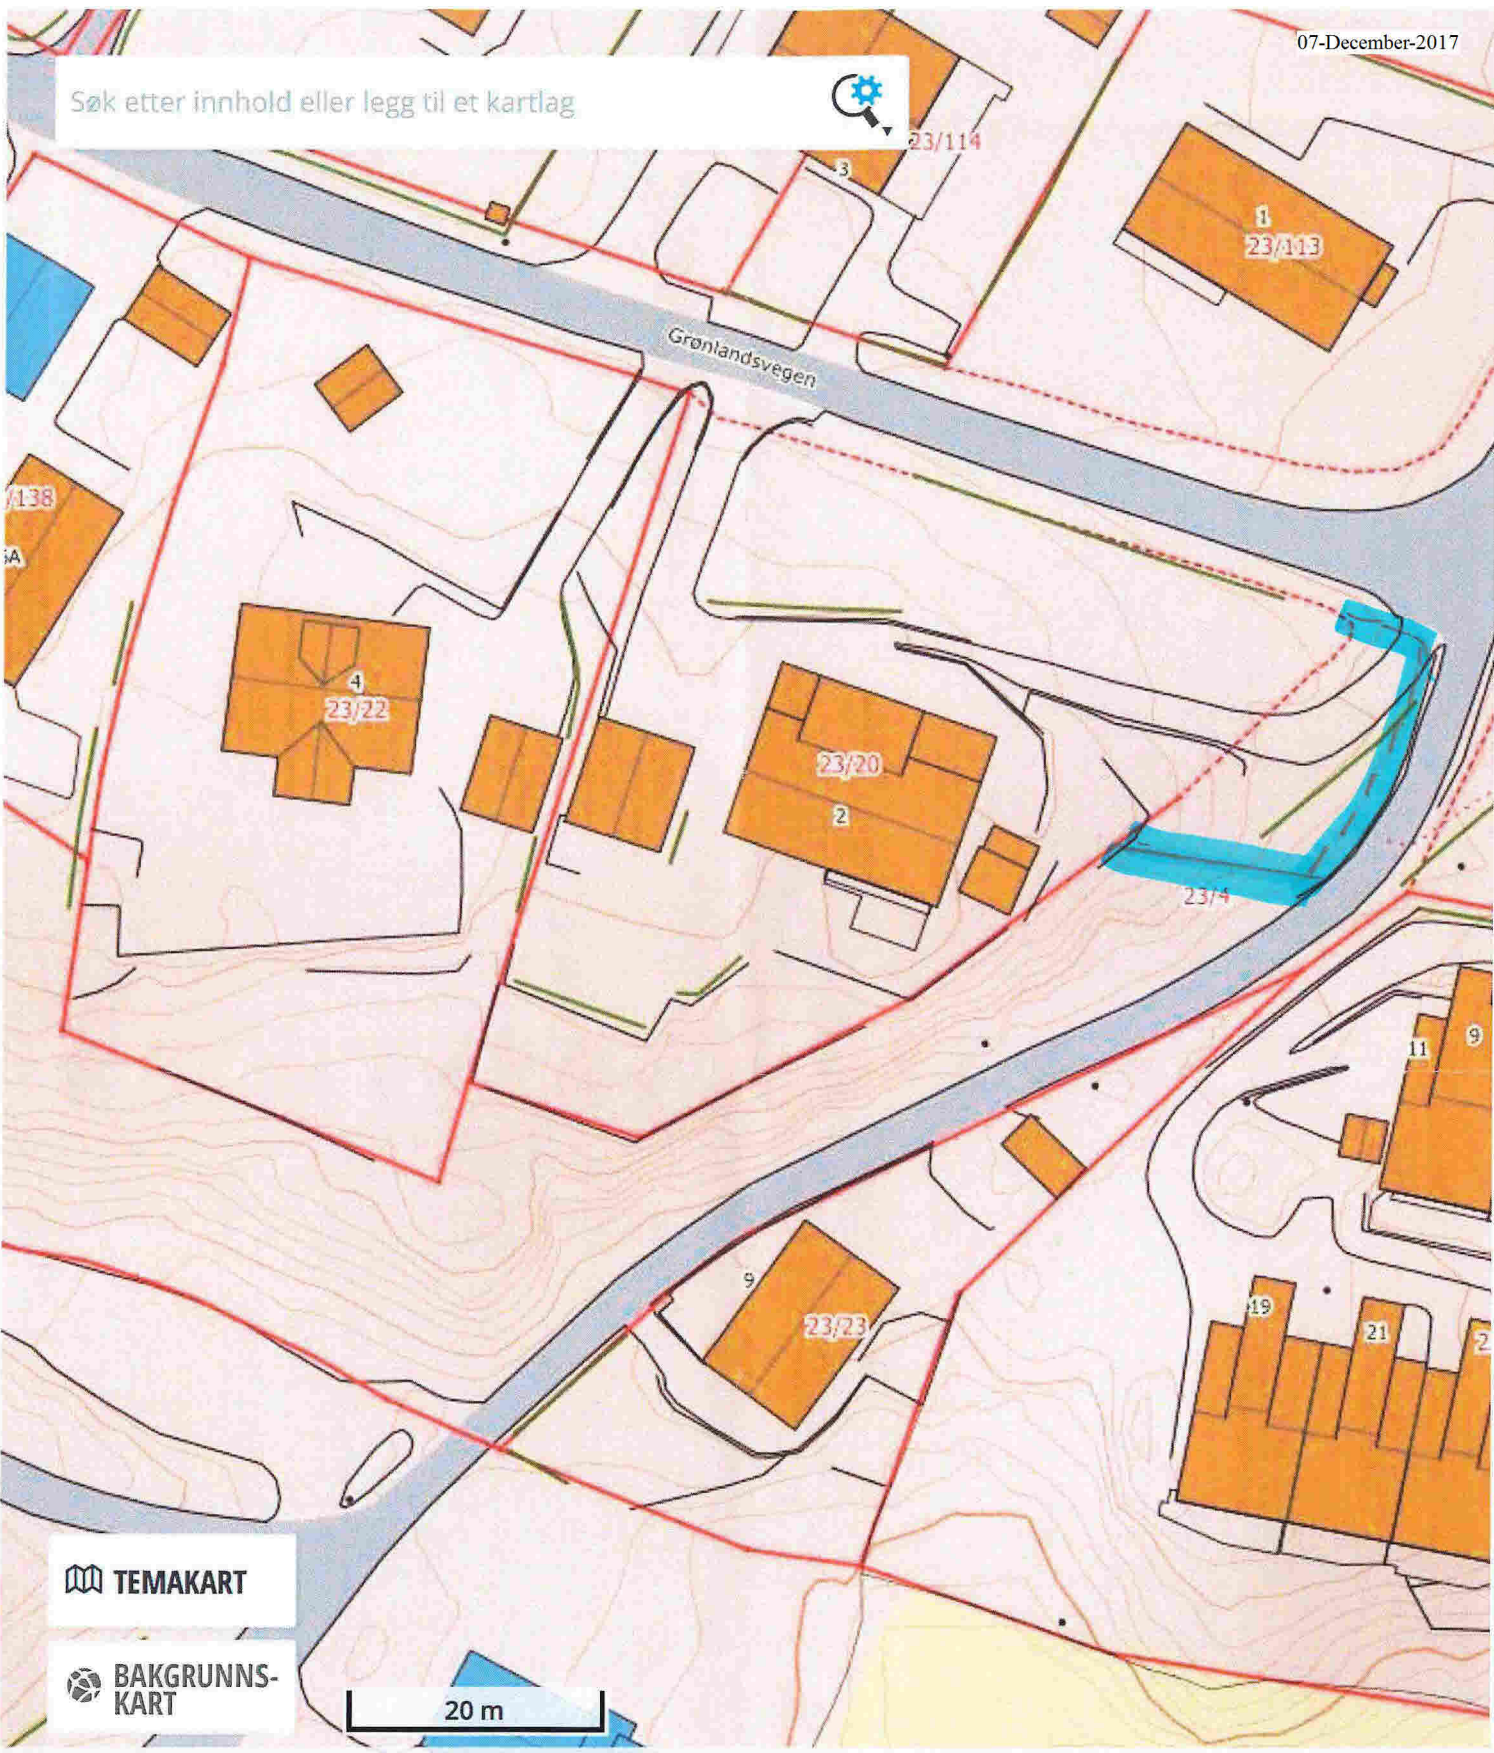 07-December-2017
Søk etter innhold eller legg til et kartlag
23/114
3
1
23/113
Grønlandsvegen
/138
4
23/22
23/20
2
23/4
11
9
9
23/23
19
21
TEMAKART
BAKGRUNNS-
KART
20 m